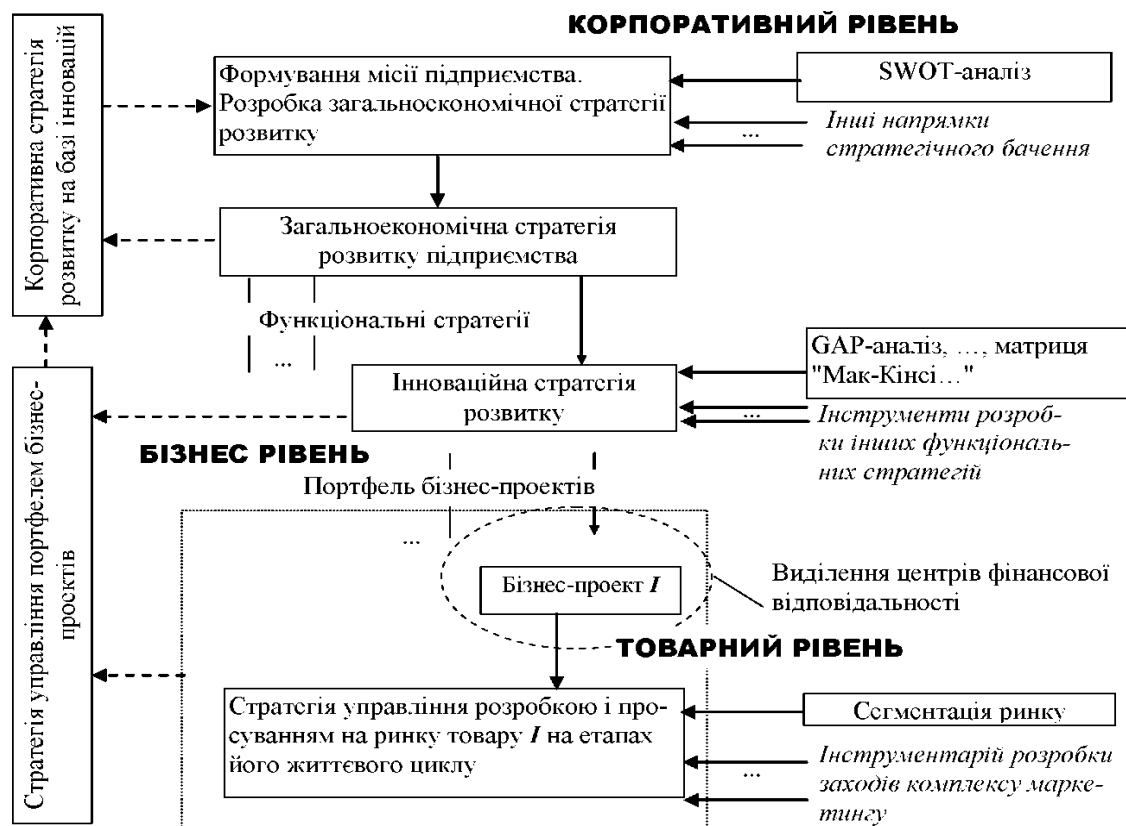 КОРПОРАТИВНИЙ РІВЕНЬ
Корпоративна стратегія
розвитку на базі інновацій
Формування місії підприємства.
Розробка загальноскономічної стратегії
розвитку
SWOT-аналіз
...
Інші напрямки
стратегічного бачення
Загальноекономічна стратегія
розвитку підприємства
Функціональні стратегії
...
GAP-аналіз, ..., матриця
"Мак-Кінсі..."
Інноваційна стратегія
розвитку
...
Інструменти розроб-
ки інших функціональ-
них стратегій
БІЗНЕС РІВЕНЬ
Портфель бізнес-проектів
...
Стратегія управління портфелем бізнес-
проєктів
Бізнес-проект І
Виділення центрів фінансової
відповідальності
ТОВАРНИЙ РІВЕНЬ
Стратегія управління розробкою і про-
суванням на ринку товару І на етапах
його життєвого циклу
Сегментація ринку
...
Інструментарій розробки
заходів комплексу марке-
тингу